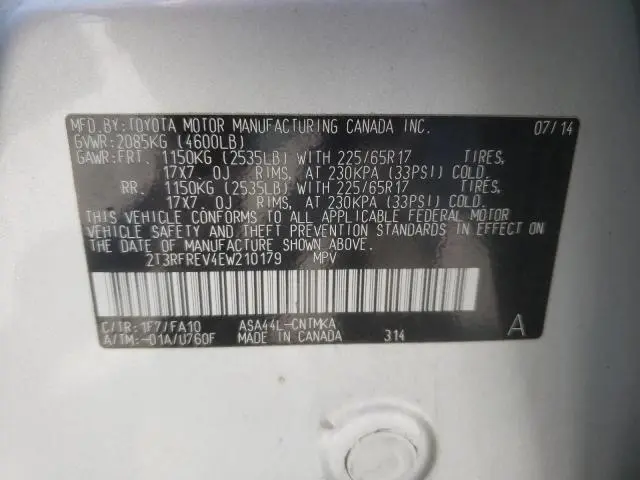 MFD.BY:TOYOTA MOTOR MANUFACTURING CANADA INC. 07/14
GVWR:2085KG (4600LB)
GAWR:FRT. 1150KG (2535LB) WITH 225/65R17 TIRES,
17X7.0J RIMS, AT 230KPA (33PSI) COLD.
RR. 1150KG (2535LB) WITH 225/65R17 TIRES,
17X7.0J RIMS, AT 230KPA (33PSI) COLD.
THIS VEHICLE CONFORMS TO ALL APPLICABLE FEDERAL MOTOR
VEHICLE SAFETY AND THEFT PREVENTION STANDARDS IN EFFECT ON
THE DATE OF MANUFACTURE SHOWN ABOVE.
2T3RFREV4EW210179 MPV
C/TR:1F7/FA10 ASA44L-CNTMKA A
A/TM:-01A/U760F MADE IN CANADA 314